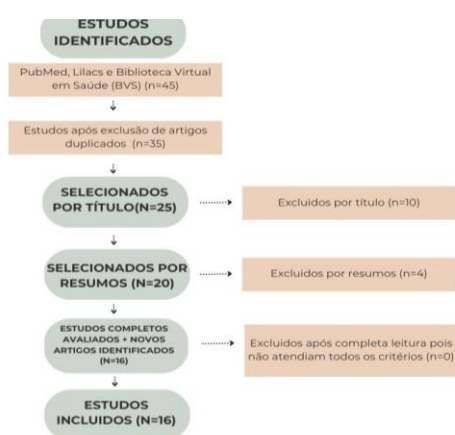 ESTUDOS
IDENTIFICADOS
PubMed, Lilacs e Biblioteca Virtual
em Saúde (BVS) (n=45)
Estudos após exclusão de artigos
duplicados (n=35)
SELECIONADOS
POR TÍTULO(N=25)
Excluidos por título (n=10)
SELECIONADOS POR
RESUMOS (N=20)
Excluidos por resumos (n=4)
ESTUDOS COMPLETOS
AVALIADOS + NOVOS
ARTIGOS IDENTIFICADOS
(N=16)
Excluidos após completa leitura pois
não atendiam todos os critérios (n=0)
ESTUDOS
INCLUIDOS (N=16)